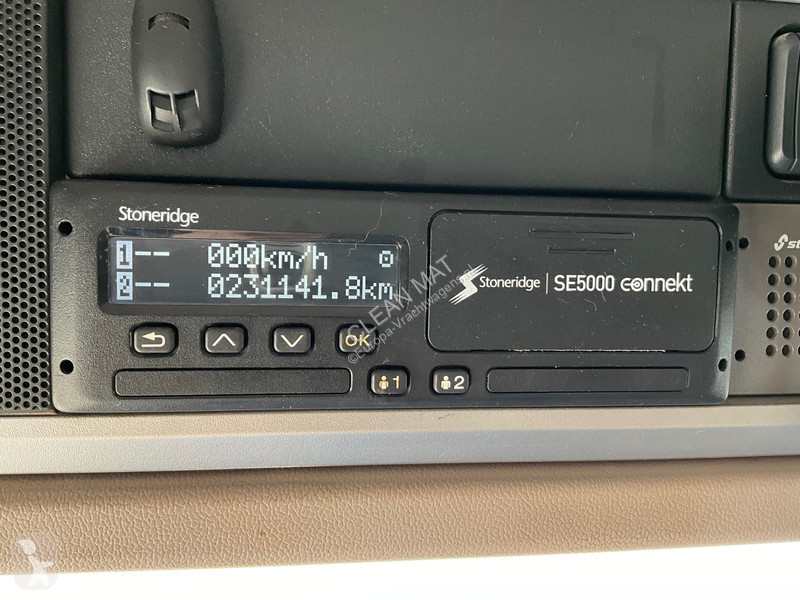 Stoneridge
1-- 000km/h
2-- 0231141.8km
Stoneridge | SE5000 connekt
OK
1
2
CLEAN MAT
©Europa-Vrachtwagens.nl